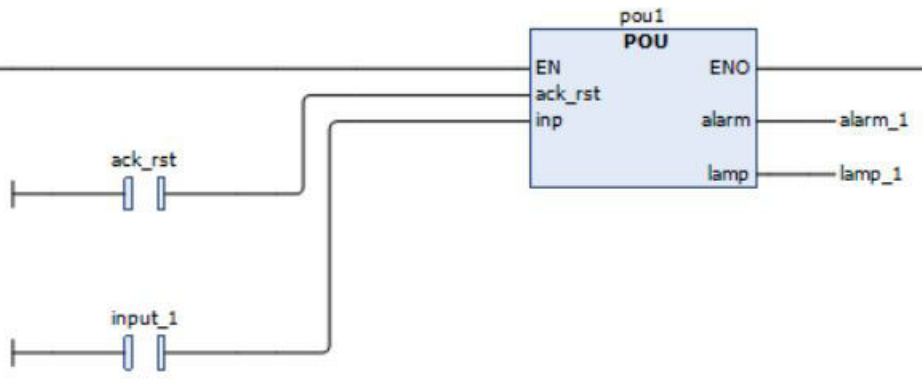 pou1
POU
EN ENO
ack_rst
inp alarm alarm_1
ack_rst
lamp lamp_1
input_1